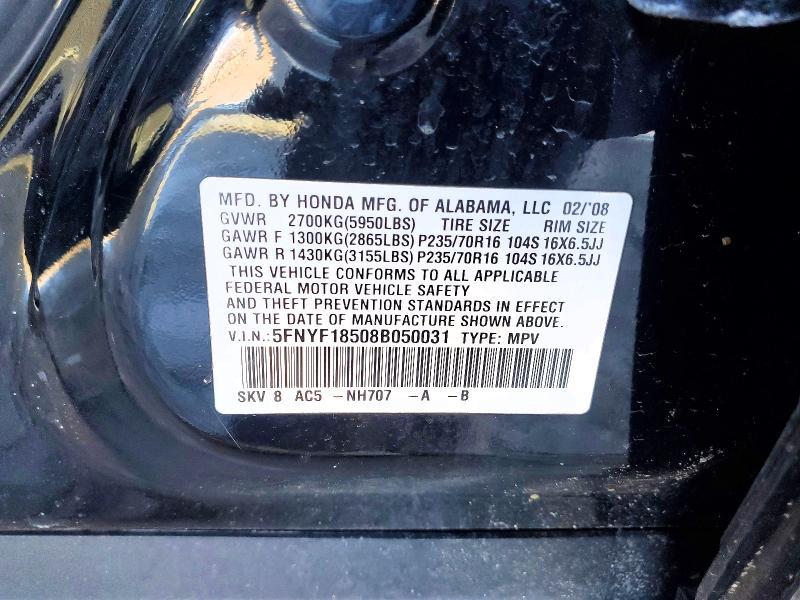 MFD. BY HONDA MFG. OF ALABAMA, LLC 02/'08
GVWR 2700KG(5950LBS) TIRE SIZE RIM SIZE
GAWR F 1300KG(2865LBS) P235/70R16 104S 16X6.5JJ
GAWR R 1430KG(3155LBS) P235/70R16 104S 16X6.5JJ
THIS VEHICLE CONFORMS TO ALL APPLICABLE
FEDERAL MOTOR VEHICLE SAFETY
AND THEFT PREVENTION STANDARDS IN EFFECT
ON THE DATE OF MANUFACTURE SHOWN ABOVE.
V.I.N.: 5FNYF18508B050031 TYPE: MPV
SKV 8 AC5 -NH707 -A -B